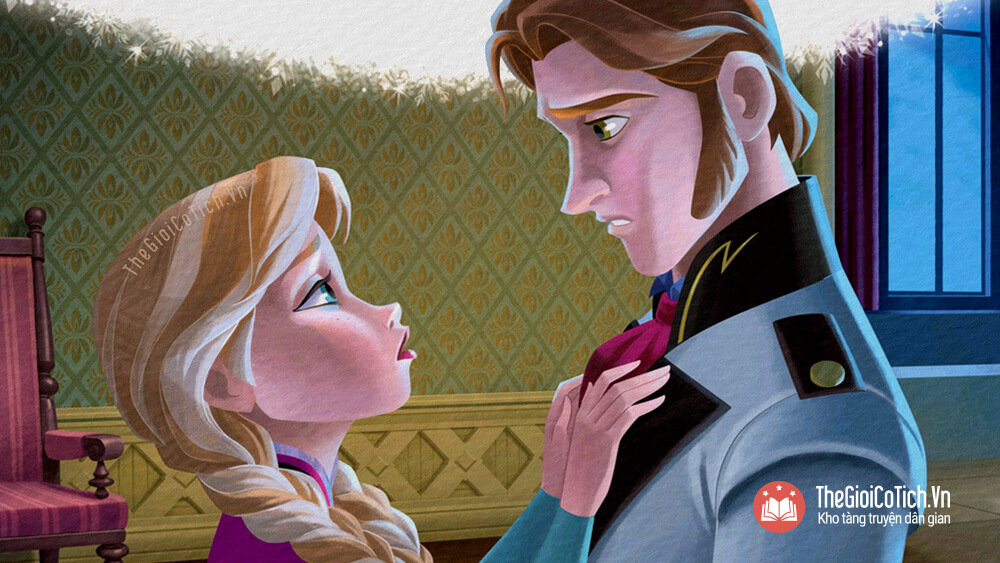 TheGioiCoTich.vn
TheGioiCoTich.Vn
Kho tàng truyện dân gian